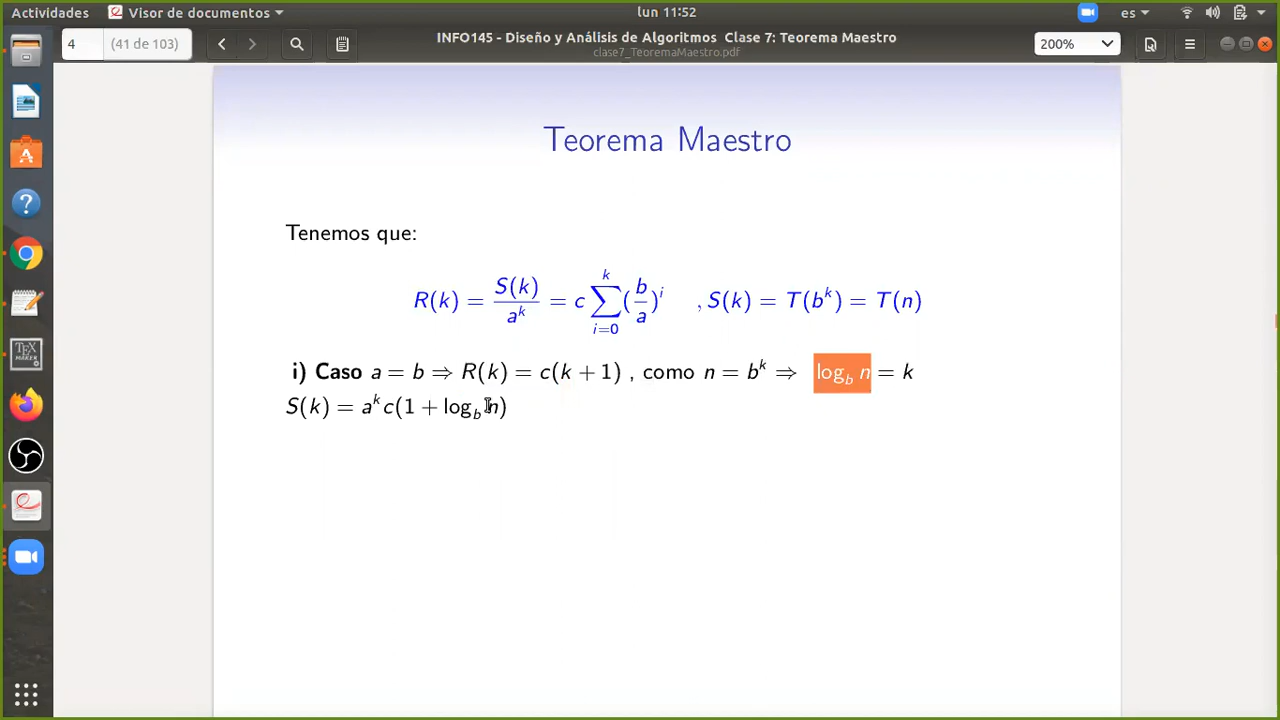 Actividades Visor de documentos lun 11:52 es
4 (41 de 103) INFO145 - Diseño y Análisis de Algoritmos Clase 7: Teorema Maestro 200%
clase7_TeoremaMaestro.pdf
Teorema Maestro
Tenemos que:
R(k) = S(k)/a^k = c ∑_{i=0}^{k} (b/a)^i , S(k) = T(b^k) = T(n)
i) Caso a = b ⇒ R(k) = c(k + 1) , como n = b^k ⇒ log_b n = k
S(k) = a^k c(1 + log_b n)